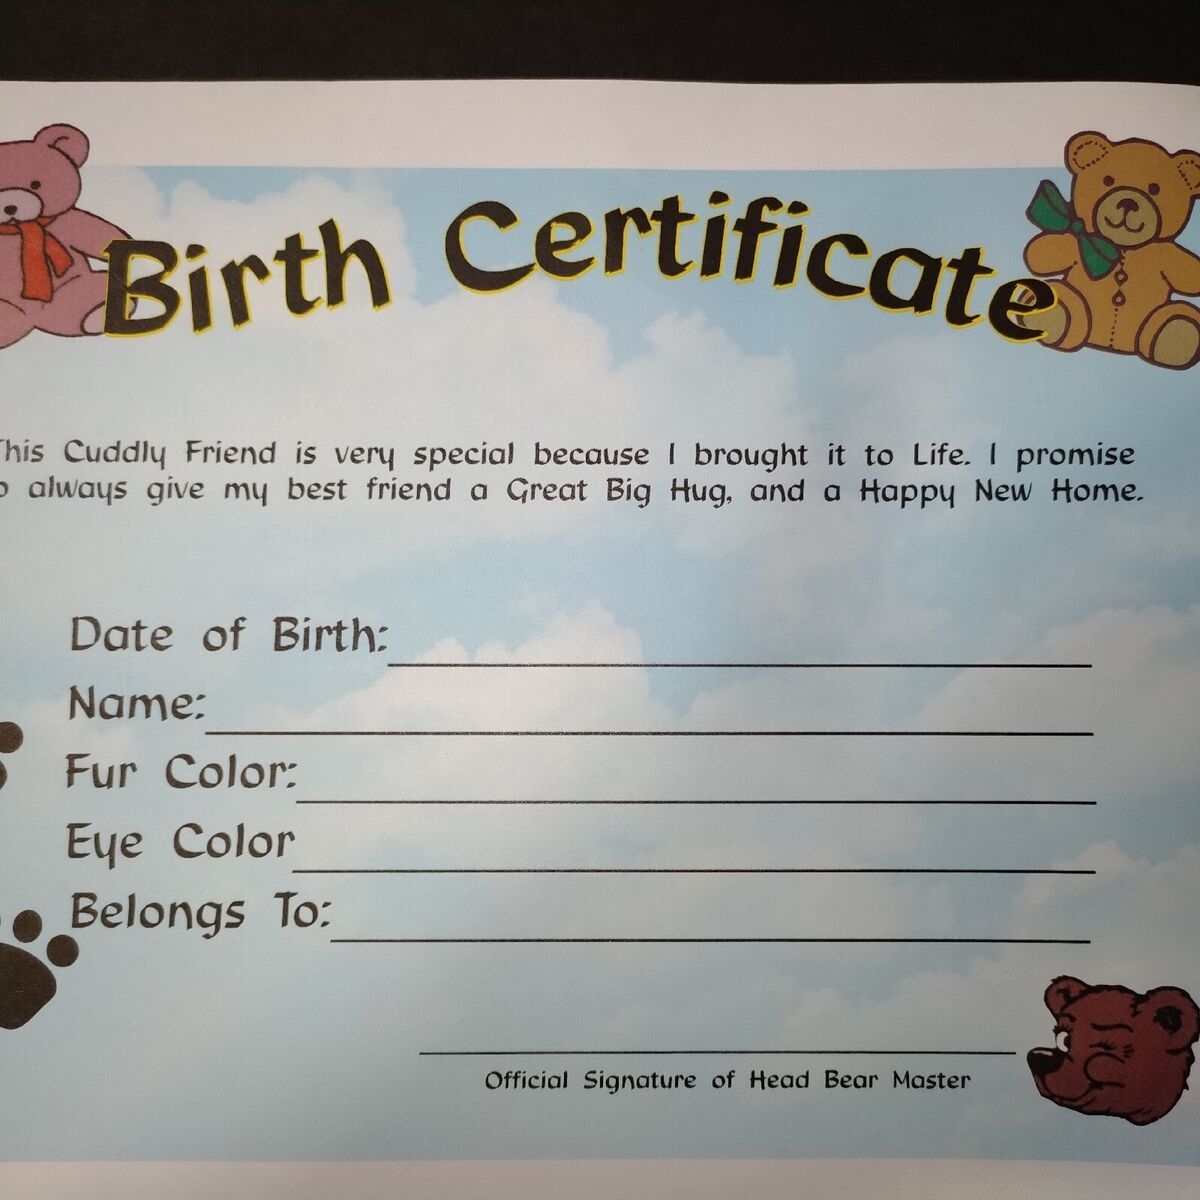 Birth Certificate
This Cuddly Friend is very special because I brought it to Life. I promise
to always give my best friend a Great Big Hug, and a Happy New Home.
Date of Birth:
Name:
Fur Color:
Eye Color
Belongs To:
Official Signature of Head Bear Master